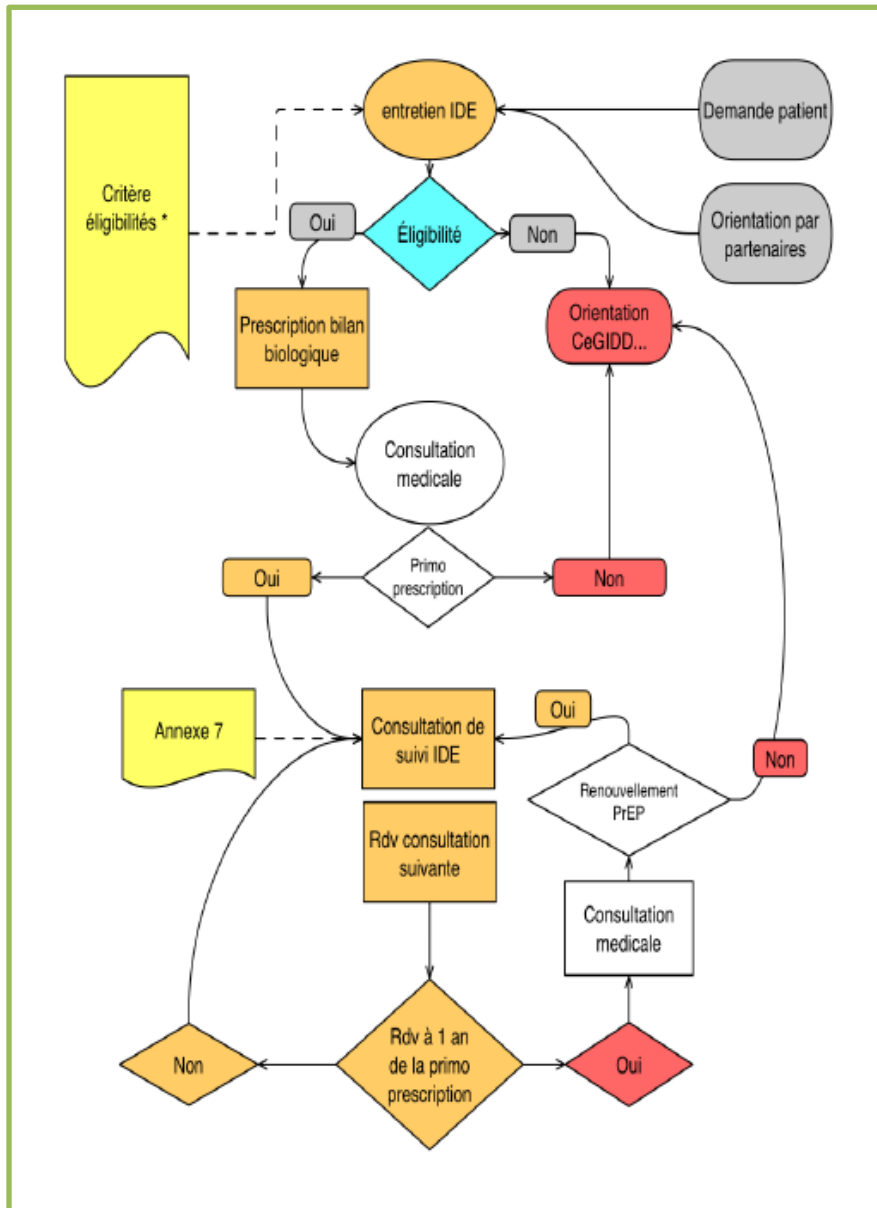 entretien IDE
Demande patient
Critère
éligibilités *
Oui
Éligibilité
Non
Orientation par
partenaires
Prescription bilan
biologique
Orientation
CeGIDD...
Consultation
medicale
Oui
Primo
prescription
Non
Annexe 7
Consultation de
suivi IDE
Oui
Non
Renouvellement
PrEP
Rdv consultation
suivante
Consultation
medicale
Non
Rdv à 1 an
de la primo
prescription
Oui